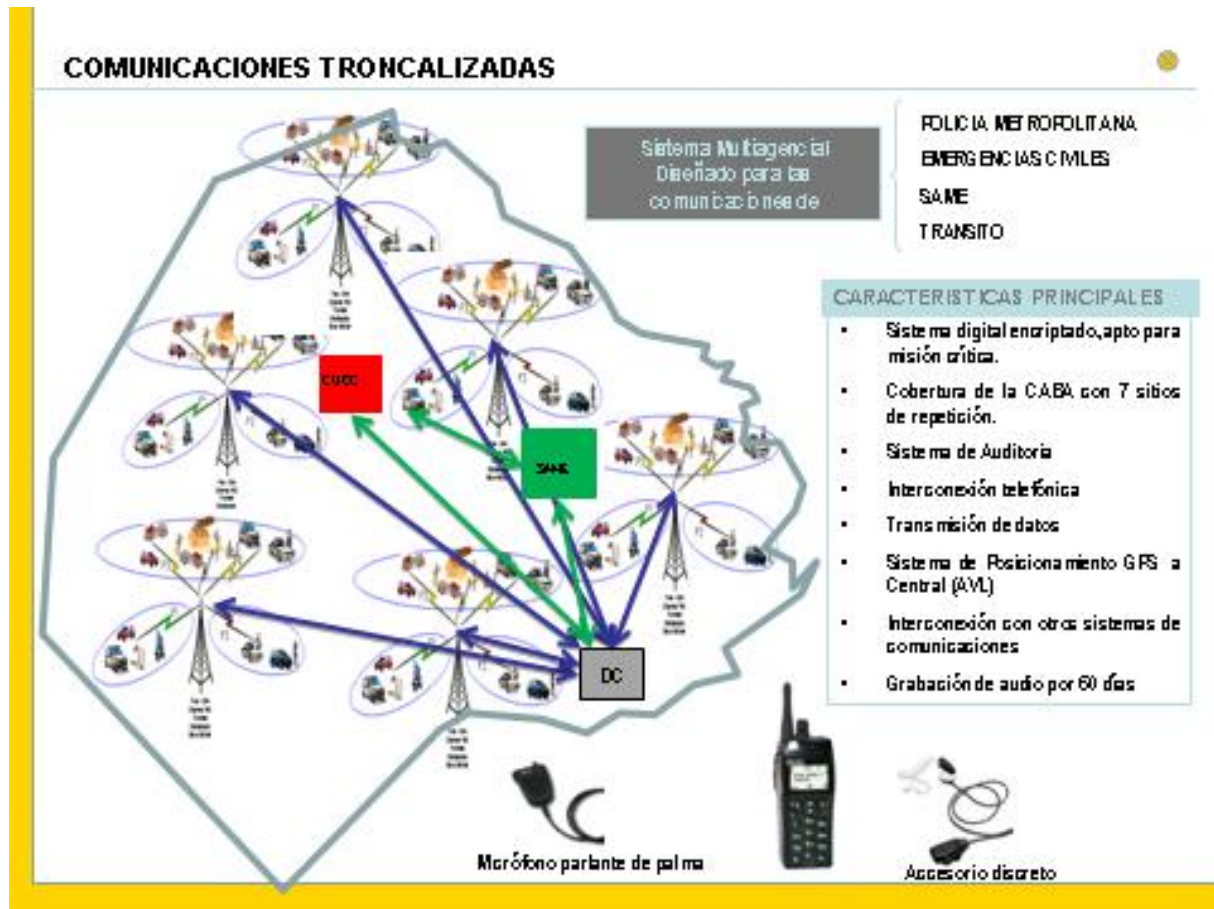 COMUNICACIONES TRONCALIZADAS
Sistema Multiagencial
Diseñado para las
comunicaciones de
POLICIA METROPOLITANA
EMERGENCIAS CIVILES
SAME
TRANSITO
CARACTERISTICAS PRINCIPALES :
• Sistema digital encriptado, apto para
misión crítica.
• Cobertura de la CABA con 7 sitios
de repetición.
• Sistema de Auditoria
• Interconexión telefónica
• Transmisión de datos
• Sistema de Posicionamiento GPS a
Central (AVL)
• Interconexión con otros sistemas de
comunicaciones
• Grabación de audio por 60 días
SAME
DC
Micrófono parlante de palma
Accesorio discreto